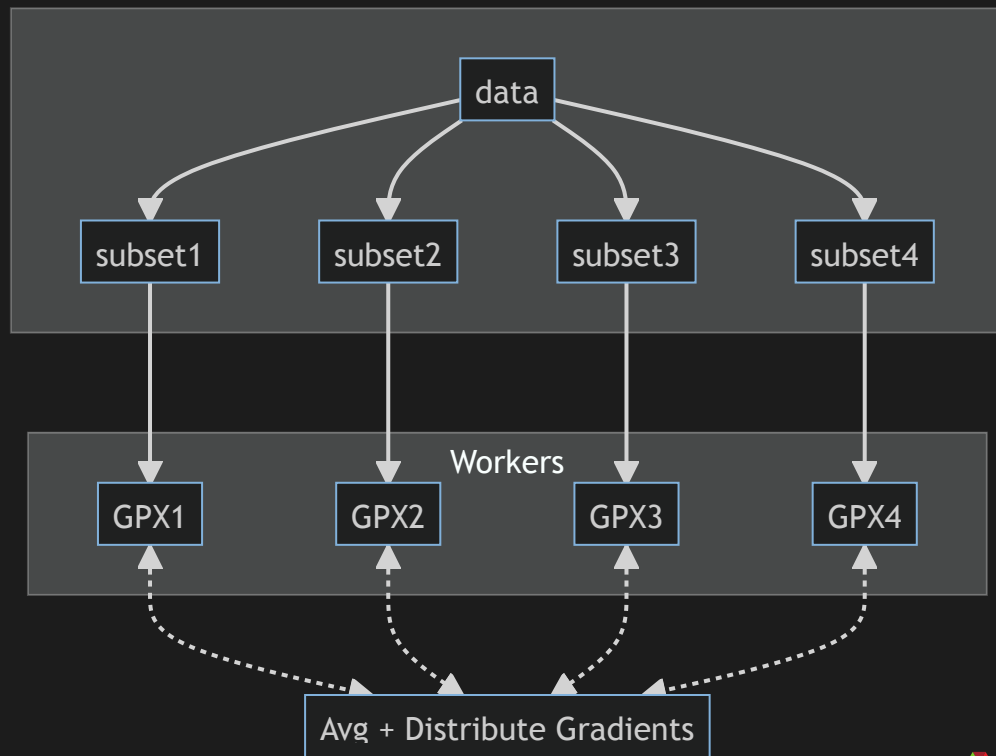 data
subset1
subset2
subset3
subset4
Workers
GPX1
GPX2
GPX3
GPX4
Avg + Distribute Gradients